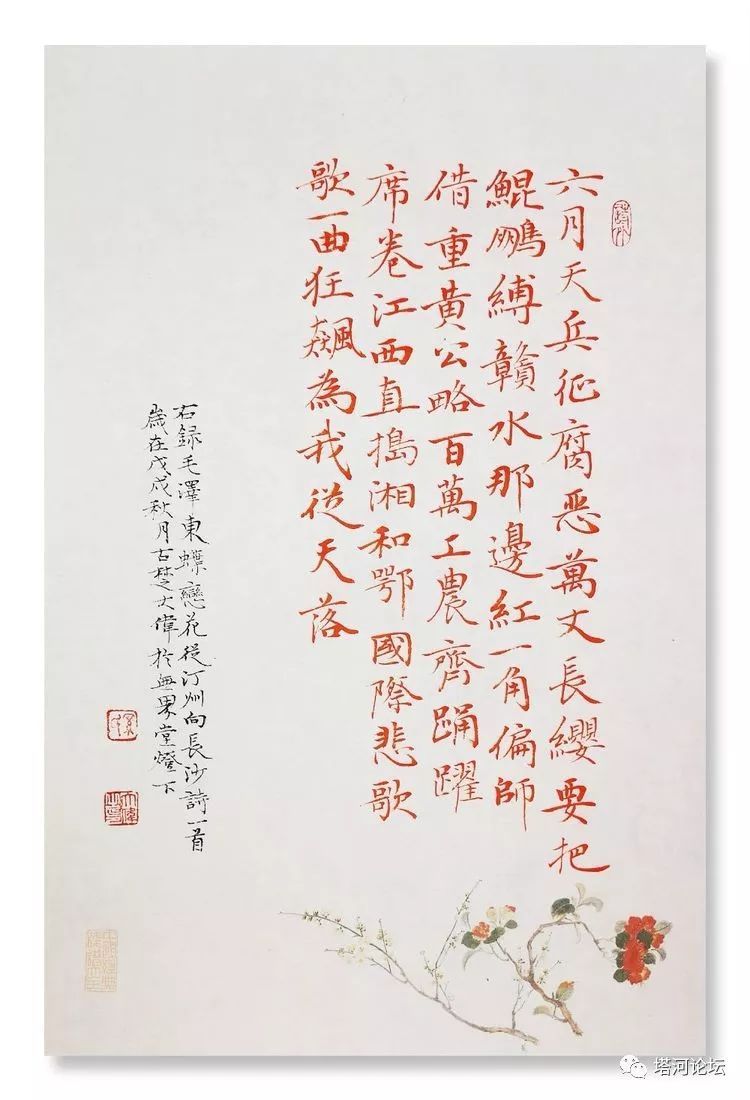 六月天兵征腐恶萬丈長纓要把
鯤鵬縛贛水那邊紅一角偏師
借重黄公略百萬工農齊踊躍
席卷江西直搗湘和鄂國際悲歌
歌一曲狂飆為我從天落
右録毛澤東蝶戀花從汀州向長沙詩一首
歲在戊戌秋月古楚大偉於無果堂燈下
塔河论坛